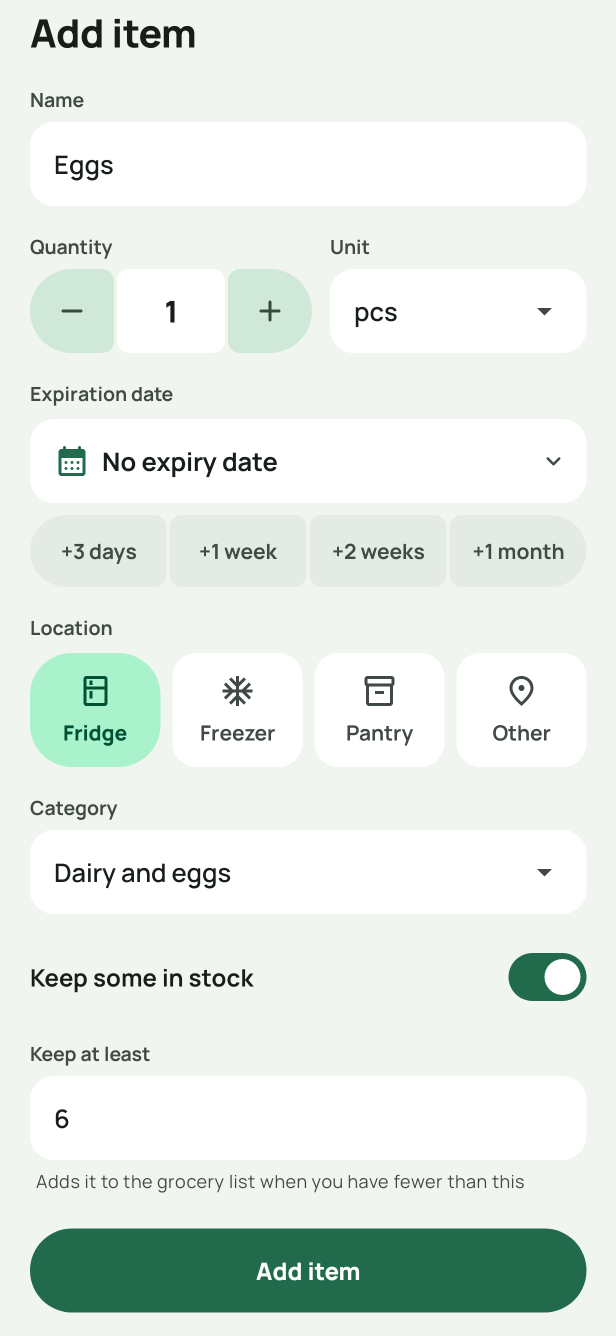 Add item
Name
Eggs
Quantity
Unit
1
pcs
Expiration date
No expiry date
+3 days
+1 week
+2 weeks
+1 month
Location
Fridge
Freezer
Pantry
Other
Category
Dairy and eggs
Keep some in stock
Keep at least
6
Adds it to the grocery list when you have fewer than this
Add item